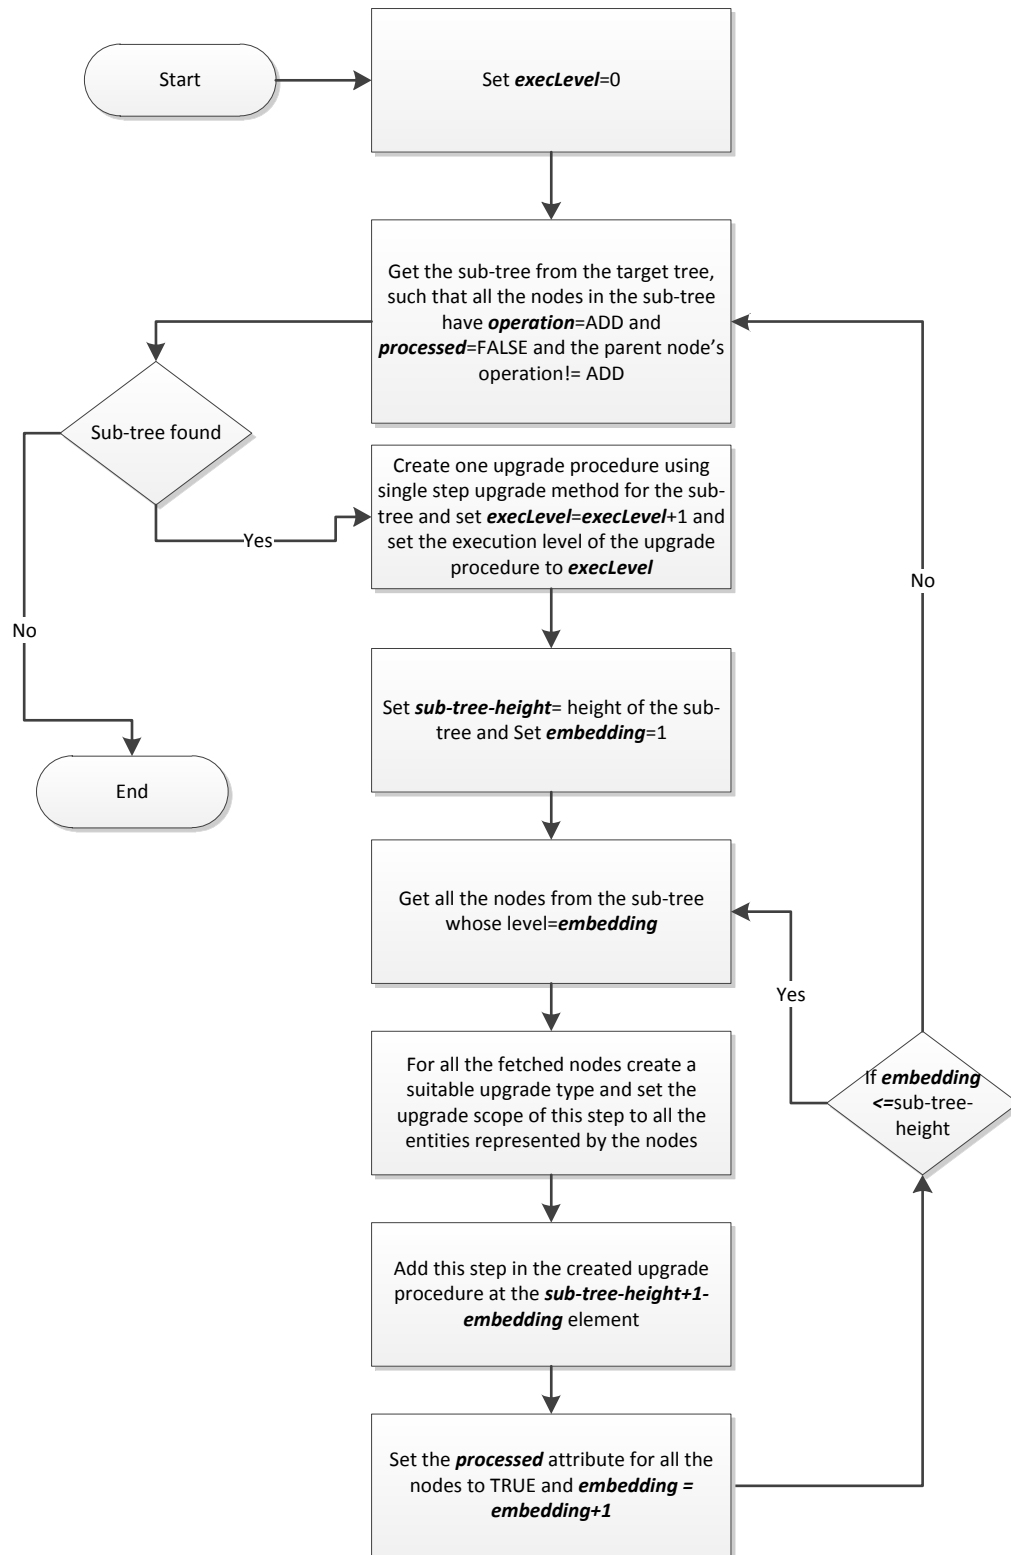 Start
Set execLevel=0
Get the sub-tree from the target tree,
such that all the nodes in the sub-tree
have operation=ADD and
processed=FALSE and the parent node's
operation!= ADD
Sub-tree found
Create one upgrade procedure using
single step upgrade method for the sub-
tree and set execLevel=execLevel+1 and
set the execution level of the upgrade
procedure to execLevel
Yes
No
No
Set sub-tree-height= height of the sub-
tree and Set embedding=1
End
Get all the nodes from the sub-tree
whose level=embedding
Yes
For all the fetched nodes create a
suitable upgrade type and set the
upgrade scope of this step to all the
entities represented by the nodes
If embedding
<=sub-tree-
height
Add this step in the created upgrade
procedure at the sub-tree-height+1-
embedding element
Set the processed attribute for all the
nodes to TRUE and embedding =
embedding+1